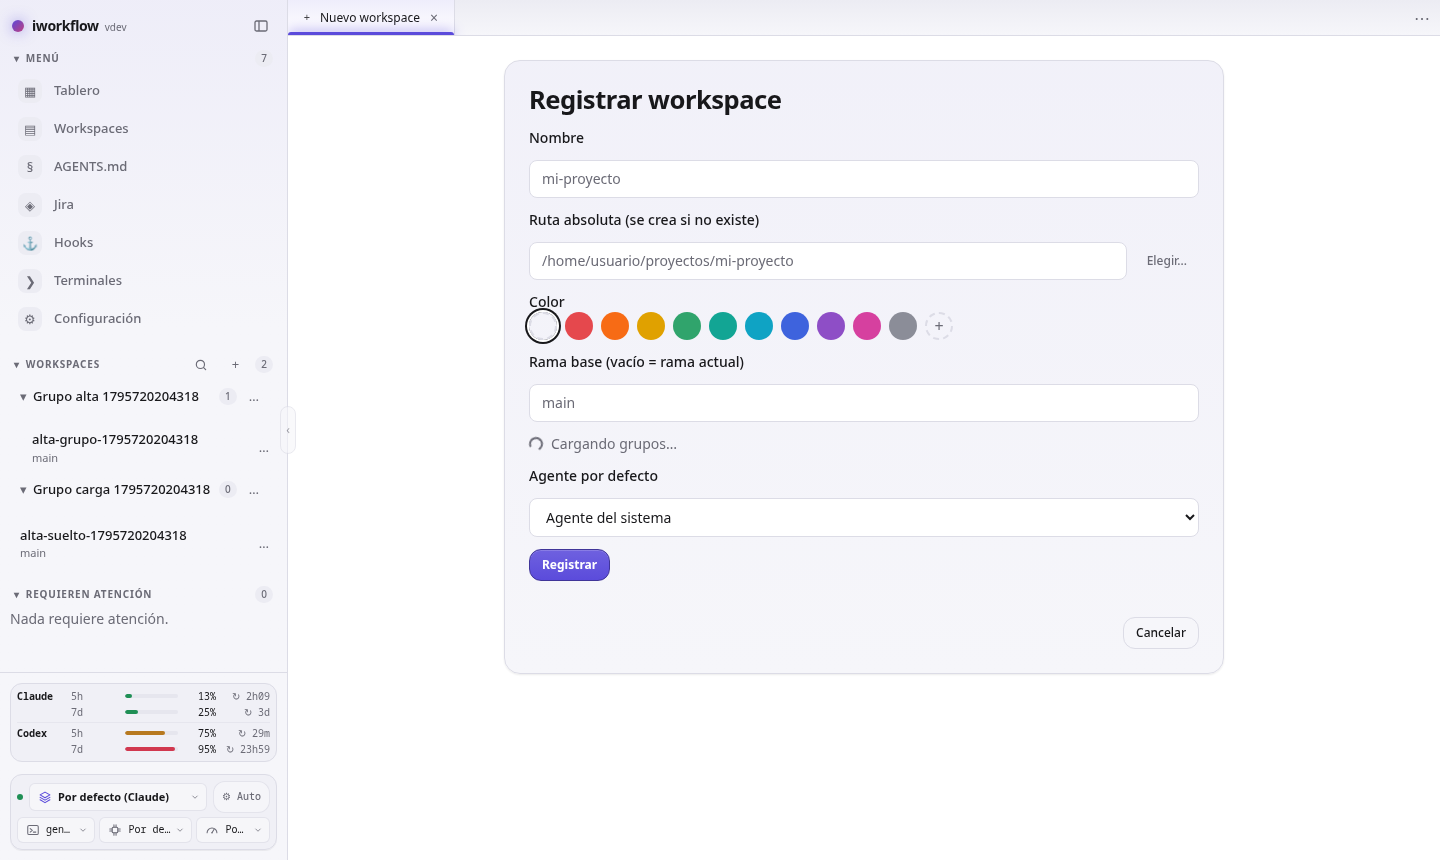 iworkflow vdev
MENÚ 7
Tablero
Workspaces
§ AGENTS.md
Jira
Hooks
Terminales
Configuración
WORKSPACES + 2
Grupo alta 1795720204318 1 ...
alta-grupo-1795720204318
main ...
Grupo carga 1795720204318 0 ...
alta-suelto-1795720204318
main ...
REQUIEREN ATENCIÓN 0
Nada requiere atención.
Claude 5h 13% ↻ 2h09
7d 25% ↻ 3d
Codex 5h 75% ↻ 29m
7d 95% ↻ 23h59
Por defecto (Claude) Auto
gen… Por de… Po…
+ Nuevo workspace ×
Registrar workspace
Nombre
mi-proyecto
Ruta absoluta (se crea si no existe)
/home/usuario/proyectos/mi-proyecto Elegir...
Color
+
Rama base (vacío = rama actual)
main
Cargando grupos...
Agente por defecto
Agente del sistema
Registrar
Cancelar